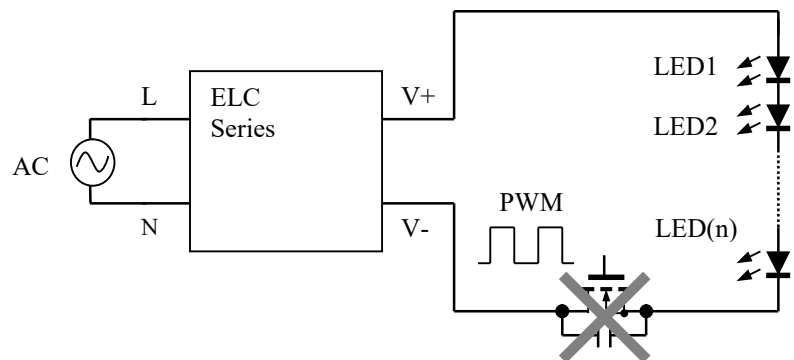 L
ELC
Series
V+
AC
N
V-
PWM
LED1
LED2
LED(n)